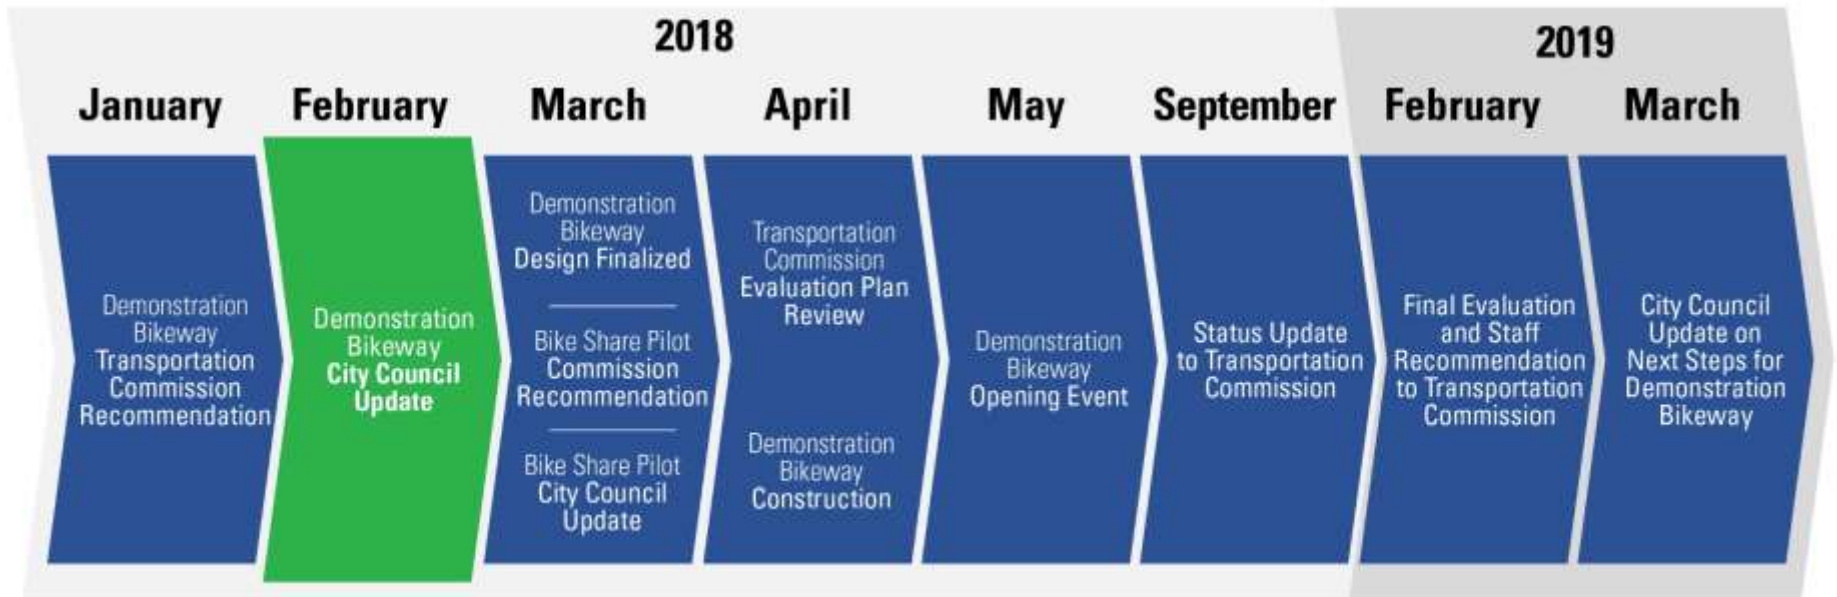 2018
2019
January
February
March
April
May
September
February
March
Demonstration
Bikeway
Transportation
Commission
Recommendation
Demonstration
Bikeway
City Council
Update
Demonstration
Bikeway
Design Finalized
Bike Share Pilot
Commission
Recommendation
Bike Share Pilot
City Council
Update
Transportation
Commission
Evaluation Plan
Review
Demonstration
Bikeway
Construction
Demonstration
Bikeway
Opening Event
Status Update
to Transportation
Commission
Final Evaluation
and Staff
Recommendation
to Transportation
Commission
City Council
Update on
Next Steps for
Demonstration
Bikeway